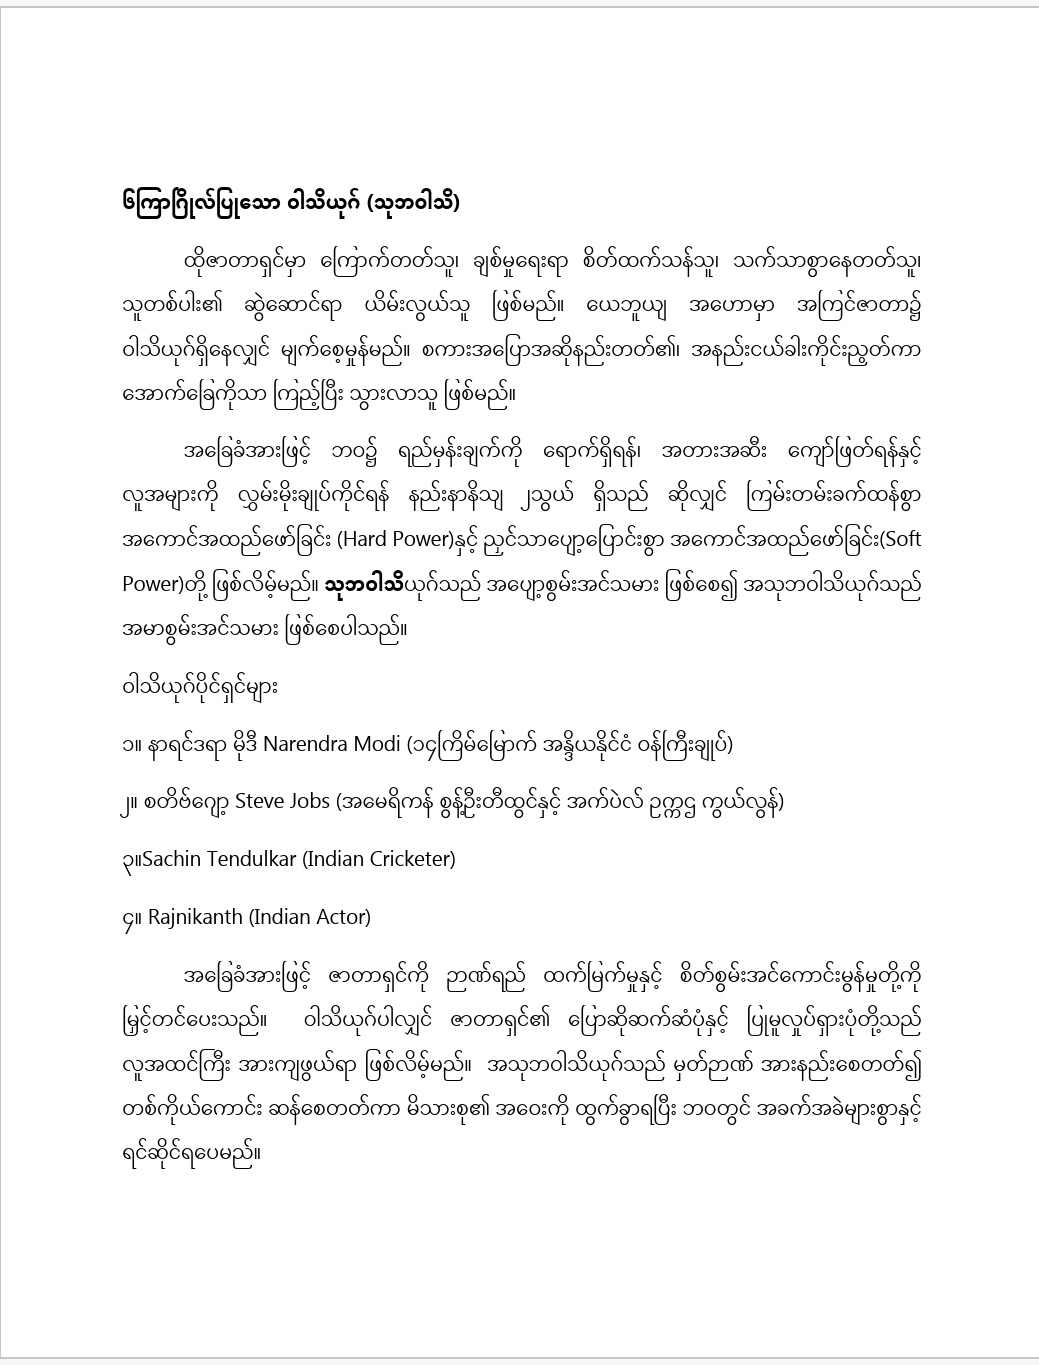 ၆ကြာဂြိုလ်ပြုသော ဝါသိယုဂ် (သုဘဝါသိ)
ထိုဇာတာရှင်မှာ ကြောက်တတ်သူ၊ ချစ်မှုရေးရာ စိတ်ထက်သန်သူ၊ သက်သာစွာနေတတ်သူ၊
သူတစ်ပါး၏ ဆွဲဆောင်ရာ ယိမ်းလွယ်သူ ဖြစ်မည်။ ယေဘူယျ အဟောမှာ အကြင်ဇာတာ၌
ဝါသိယုဂ်ရှိနေလျှင် မျက်စေ့မှုန်မည်။ စကားအပြောအဆိုနည်းတတ်၏၊ အနည်းငယ်ခါးကိုင်းညွတ်ကာ
အောက်ခြေကိုသာ ကြည့်ပြီး သွားလာသူ ဖြစ်မည်။
အခြေခံအားဖြင့် ဘဝ၌ ရည်မှန်းချက်ကို ရောက်ရှိရန်၊ အတားအဆီး ကျော်ဖြတ်ရန်နှင့်
လူအများကို လွှမ်းမိုးချုပ်ကိုင်ရန် နည်းနာနိသျ ၂သွယ် ရှိသည် ဆိုလျှင် ကြမ်းတမ်းခက်ထန်စွာ
အကောင်အထည်ဖော်ခြင်း (Hard Power)နှင့် ညှင်သာပျော့ပြောင်းစွာ အကောင်အထည်ဖော်ခြင်း(Soft
Power)တို့ ဖြစ်လိမ့်မည်။ သုဘဝါသိယုဂ်သည် အပျော့စွမ်းအင်သမား ဖြစ်စေ၍ အသုဘဝါသိယုဂ်သည်
အမာစွမ်းအင်သမား ဖြစ်စေပါသည်။
ဝါသိယုဂ်ပိုင်ရှင်များ
၁။ နာရင်ဒရာ မိုဒီ Narendra Modi (၁၄ကြိမ်မြောက် အန္ဒိယနိုင်ငံ ဝန်ကြီးချုပ်)
၂။ စတိဗ်ဂျော့ Steve Jobs (အမေရိကန် စွန့်ဦးတီထွင်နှင့် အက်ပဲလ် ဥက္ကဌ ကွယ်လွန်)
၃။Sachin Tendulkar (Indian Cricketer)
၄။ Rajnikanth (Indian Actor)
အခြေခံအားဖြင့် ဇာတာရှင်ကို ဉာဏ်ရည် ထက်မြက်မှုနှင့် စိတ်စွမ်းအင်ကောင်းမွန်မှုတို့ကို
မြှင့်တင်ပေးသည်။ ဝါသိယုဂ်ပါလျှင် ဇာတာရှင်၏ ပြောဆိုဆက်ဆံပုံနှင့် ပြုမူလှုပ်ရှားပုံတို့သည်
လူအထင်ကြီး အားကျဖွယ်ရာ ဖြစ်လိမ့်မည်။ အသုဘဝါသိယုဂ်သည် မှတ်ဉာဏ် အားနည်းစေတတ်၍
တစ်ကိုယ်ကောင်း ဆန်စေတတ်ကာ မိသားစု၏ အဝေးကို ထွက်ခွာရပြီး ဘဝတွင် အခက်အခဲများစွာနှင့်
ရင်ဆိုင်ရပေမည်။